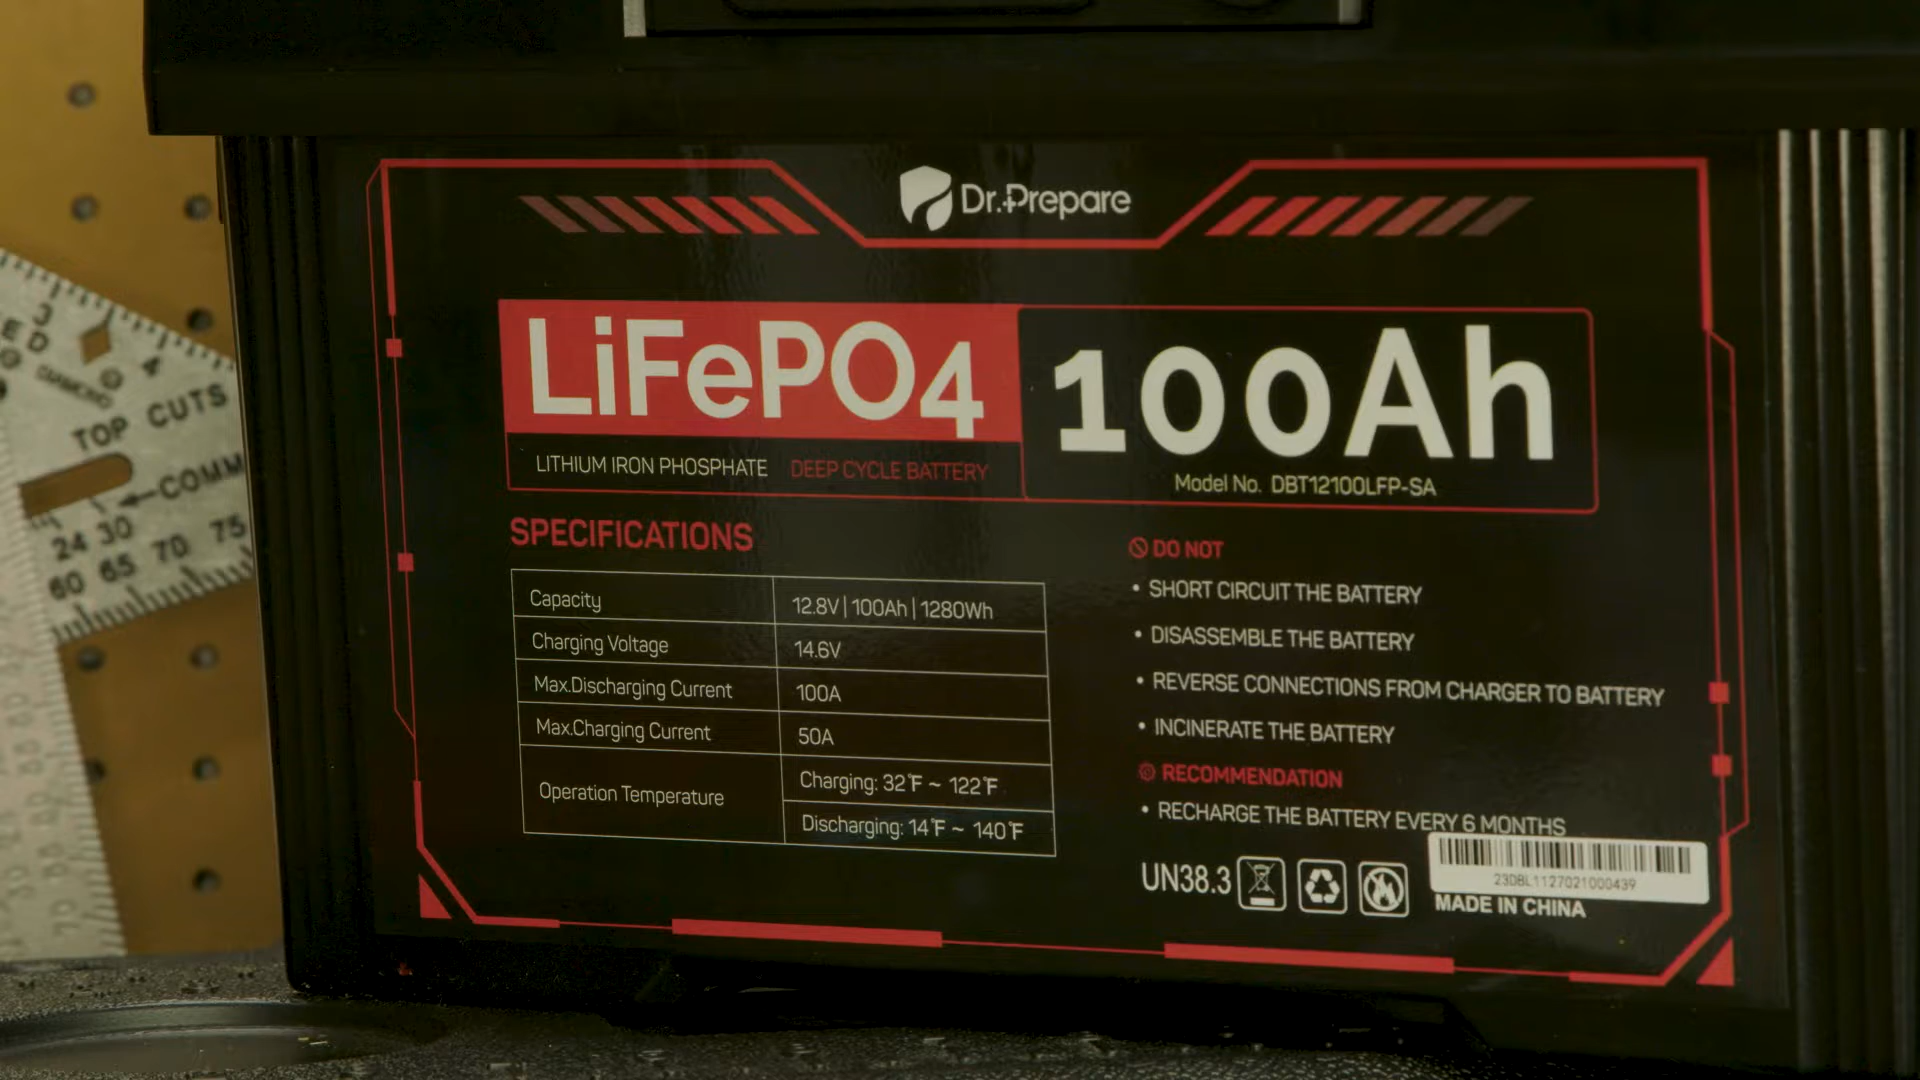 Dr.Prepare
LiFePO4
100Ah
LITHIUM IRON PHOSPHATE DEEP CYCLE BATTERY
Model No. DBT12100LFP-SA
SPECIFICATIONS
Capacity 12.8V | 100Ah | 1280Wh
Charging Voltage 14.6V
Max.Discharging Current 100A
Max.Charging Current 50A
Operation Temperature
Charging: 32°F ~ 122°F
Discharging: 14°F ~ 140°F
DO NOT
• SHORT CIRCUIT THE BATTERY
• DISASSEMBLE THE BATTERY
• REVERSE CONNECTIONS FROM CHARGER TO BATTERY
• INCINERATE THE BATTERY
RECOMMENDATION
• RECHARGE THE BATTERY EVERY 6 MONTHS
UN38.3
23DBL1127021000439
MADE IN CHINA
3 4
TOP CUTS
COMM
24 30
60 65 70 75